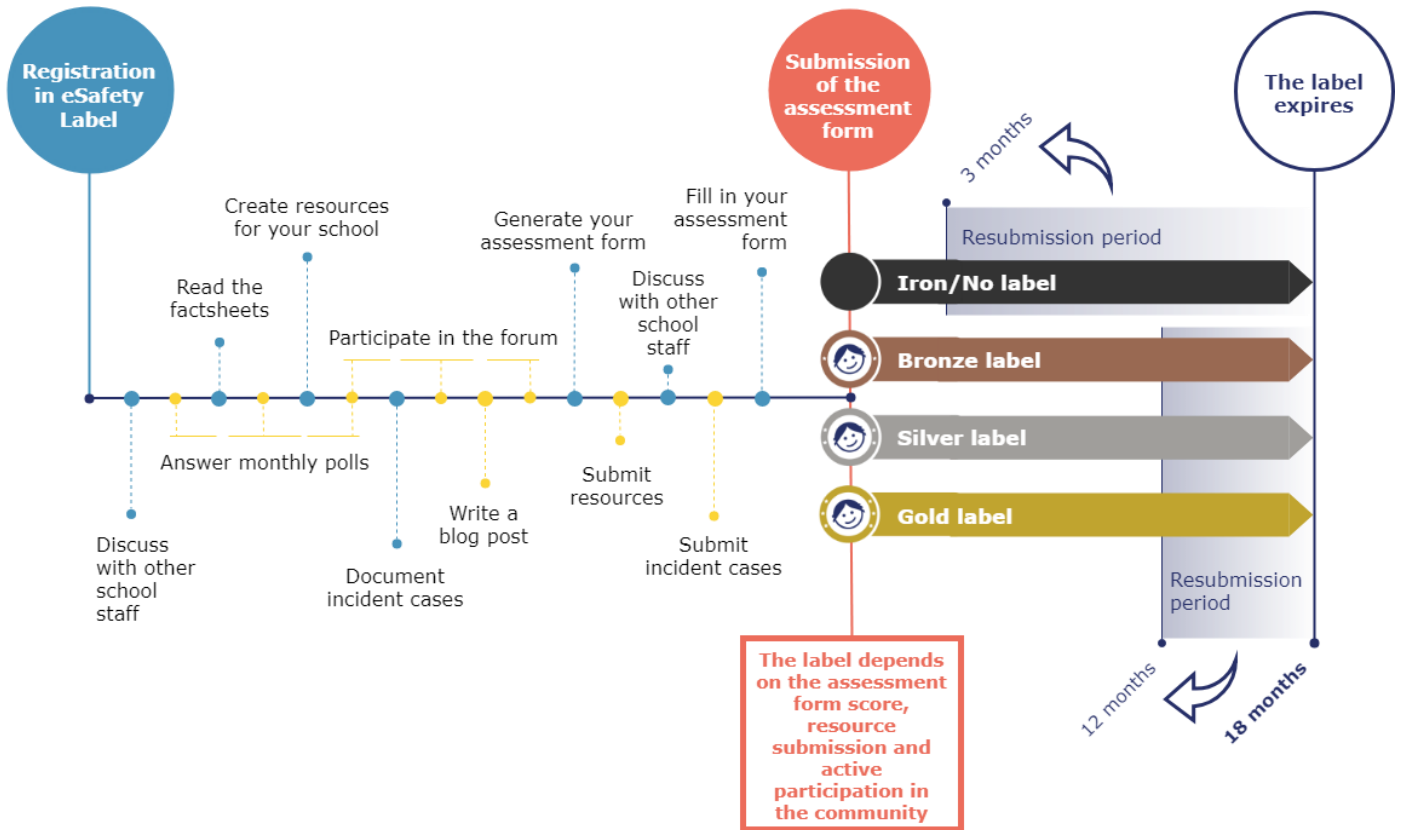 Registration
in eSafety
Label
Submission
of the
assessment
form
The label
expires
3 months
Create resources
for your school
Generate your
assessment form
Fill in your
assessment
form
Resubmission period
Read the
factsheets
Discuss
with other
school
staff
Iron/No label
Participate in the forum
Bronze label
Answer monthly polls
Silver label
Submit
resources
Write a
blog post
Gold label
Discuss
with other
school
staff
Document
incident cases
Submit
incident cases
Resubmission
period
The label depends
on the assessment
form score,
resource
submission and
active
participation in
the community
12 months
18 months